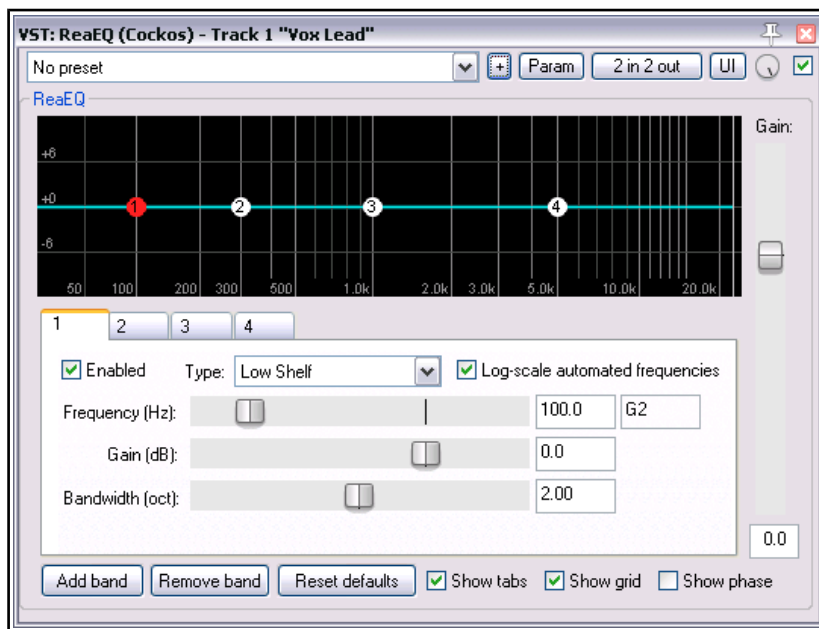 VST: ReaEQ (Cockos) - Track 1 "Vox Lead"
No preset + Param 2 in 2 out UI
ReaEQ
Gain:
+6
+0 1 2 3 4
-6
50 100 200 300 500 1.0k 2.0k 3.0k 5.0k 10.0k 20.0k
1 2 3 4
Enabled Type: Low Shelf Log-scale automated frequencies
Frequency (Hz): 100.0 G2
Gain (dB): 0.0
Bandwidth (oct): 2.00
0.0
Add band Remove band Reset defaults Show tabs Show grid Show phase